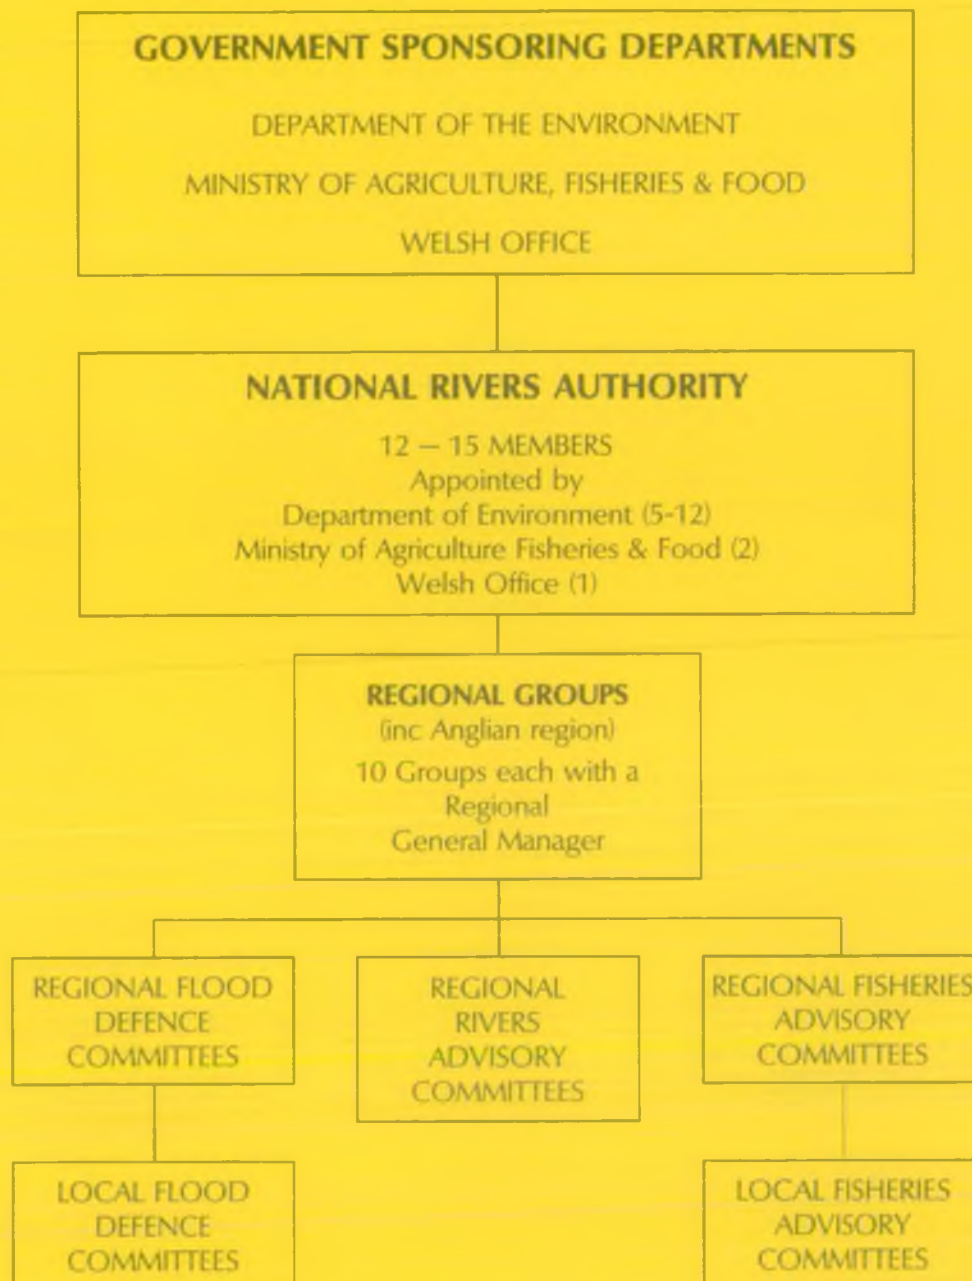 GOVERNMENT SPONSORING DEPARTMENTS
DEPARTMENT OF THE ENVIRONMENT
MINISTRY OF AGRICULTURE, FISHERIES & FOOD
WELSH OFFICE
NATIONAL RIVERS AUTHORITY
12 — 15 MEMBERS
Appointed by
Department of Environment (5-12)
Ministry of Agriculture Fisheries & Food (2)
Welsh Office (1)
REGIONAL GROUPS
(inc Anglian region)
10 Groups each with a
Regional
General Manager
REGIONAL FLOOD
DEFENCE
COMMITTEES
REGIONAL
RIVERS
ADVISORY
COMMITTEES
REGIONAL FISHERIES
ADVISORY
COMMITTEES
LOCAL FLOOD
DEFENCE
COMMITTEES
LOCAL FISHERIES
ADVISORY
COMMITTEES